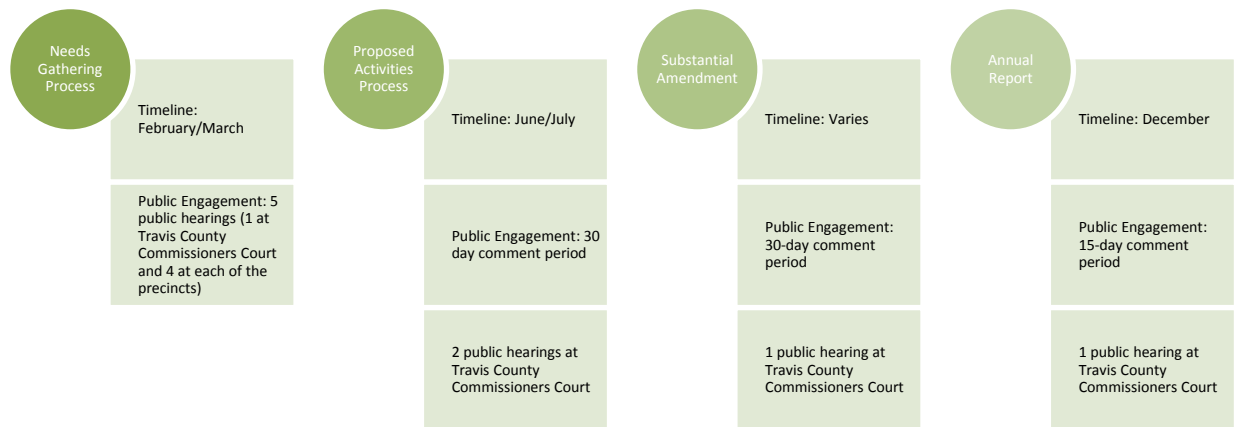 Needs
Gathering
Process
Timeline:
February/March
Public Engagement: 5
public hearings (1 at
Travis County
Commissioners Court
and 4 at each of the
precincts)
Proposed
Activities
Process
Timeline: June/July
Public Engagement: 30
day comment period
2 public hearings at
Travis County
Commissioners Court
Substantial
Amendment
Timeline: Varies
Public Engagement:
30-day comment
period
1 public hearing at
Travis County
Commissioners Court
Annual
Report
Timeline: December
Public Engagement:
15-day comment
period
1 public hearing at
Travis County
Commissioners Court